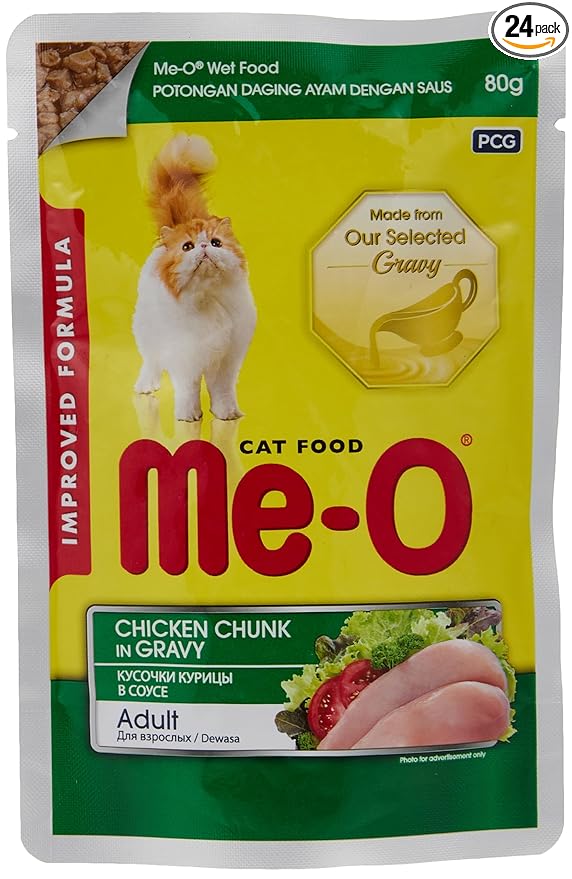 24 pack
Me-O® Wet Food
POTONGAN DAGING AYAM DENGAN SAUS
80g
PCG
Made from
Our Selected
Gravy
IMPROVED FORMULA
CAT FOOD
Me-O®
CHICKEN CHUNK
IN GRAVY
КУСОЧКИ КУРИЦЫ
В СОУСЕ
Adult
Для взрослых / Dewasa
Photo for advertisement only